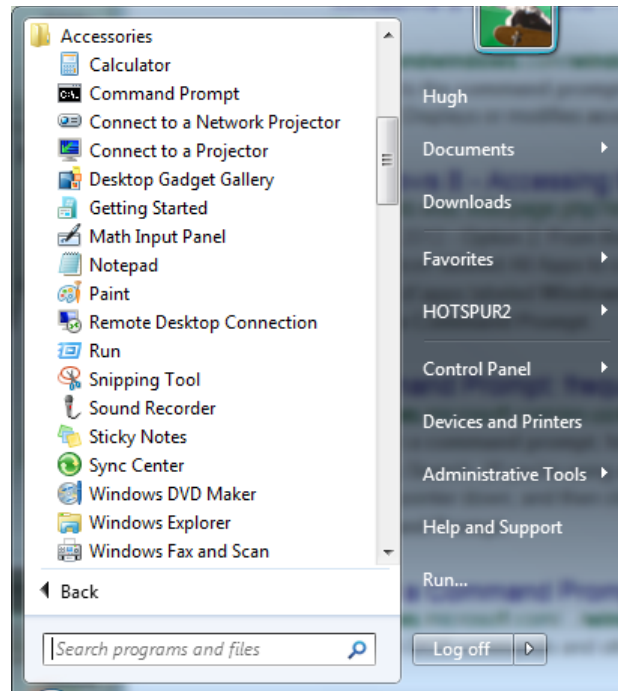 Accessories
Calculator
Command Prompt
Connect to a Network Projector
Connect to a Projector
Desktop Gadget Gallery
Getting Started
Math Input Panel
Notepad
Paint
Remote Desktop Connection
Run
Snipping Tool
Sound Recorder
Sticky Notes
Sync Center
Windows DVD Maker
Windows Explorer
Windows Fax and Scan
Back
Search programs and files
Hugh
Documents
Downloads
Favorites
HOTSPUR2
Control Panel
Devices and Printers
Administrative Tools
Help and Support
Run...
Log off